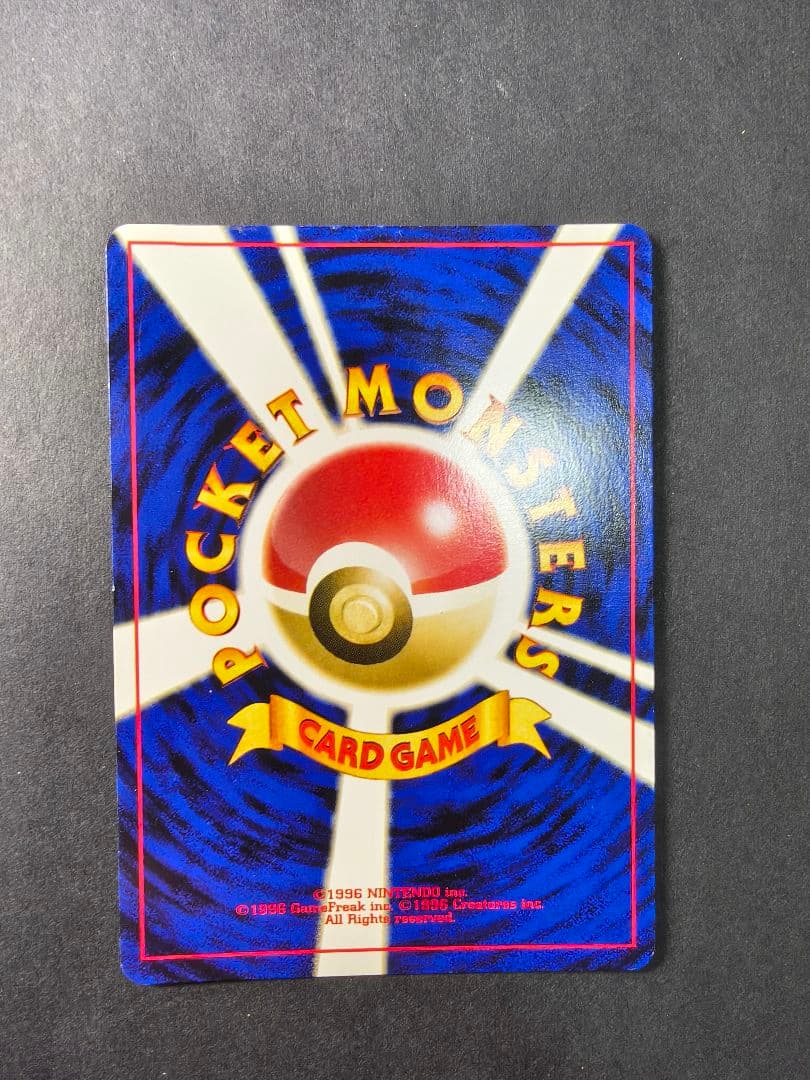 POCKET MONSTERS
CARD GAME
©1996 NINTENDO inc.
©1996 GameFreak inc. ©1996 Creatures inc.
All Rights reserved.